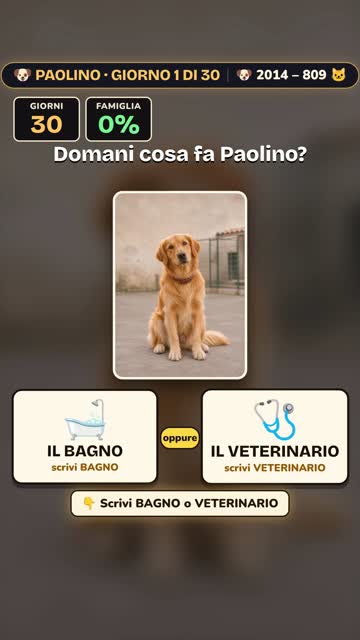 🐶 PAOLINO · GIORNO 1 DI 30 | 🐶 2014 – 809 🐱
GIORNI
30
FAMIGLIA
0%
Domani cosa fa Paolino?
IL BAGNO
scrivi BAGNO
oppure
IL VETERINARIO
scrivi VETERINARIO
👇 Scrivi BAGNO o VETERINARIO